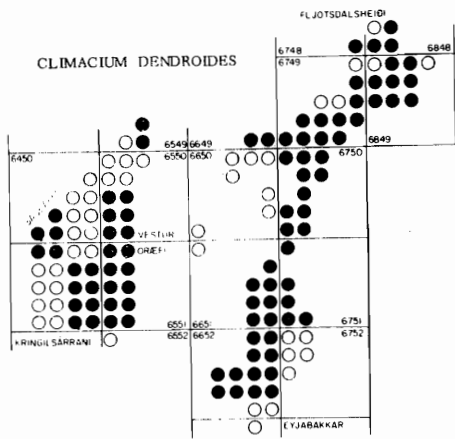 FLJOTSDALSHEIÐI
6748 6848
6749
CLIMACIUM DENDROIDES
6849
6549 6649
6450 6550 6650 6750
VESTUR
ORÆFI
6551 6651 6751
KRINGILSARRANI 6552 6652 6752
EYJABAKKAR